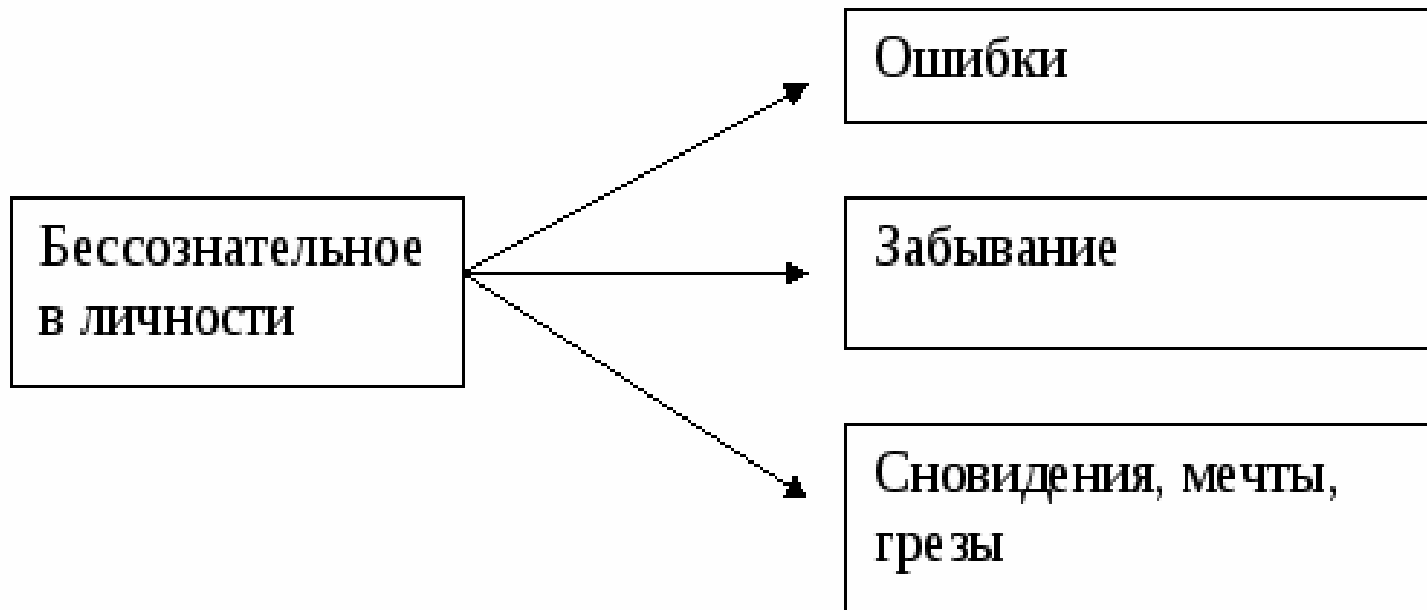 Ошибки
Бессознательное
в личности
Забывание
Сновидения, мечты,
грезы